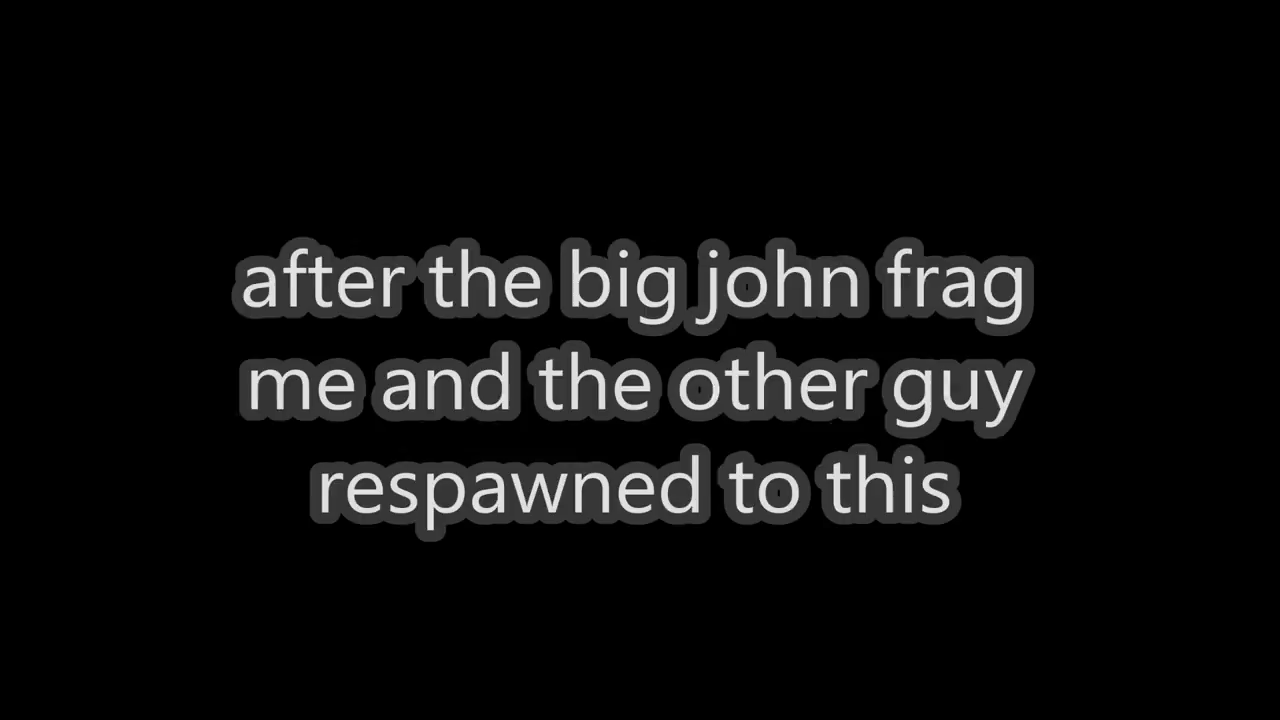 after the big john frag
me and the other guy
respawned to this